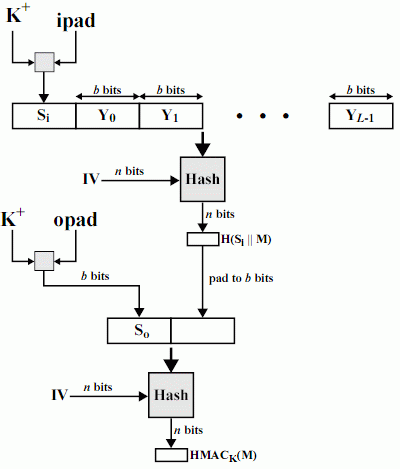 K+ ipad
b bits b bits b bits
Si Y0 Y1 • • • YL-1
IV n bits Hash
n bits
K+ opad
H(Si || M)
b bits pad to b bits
So
IV n bits Hash
n bits
HMACK(M)